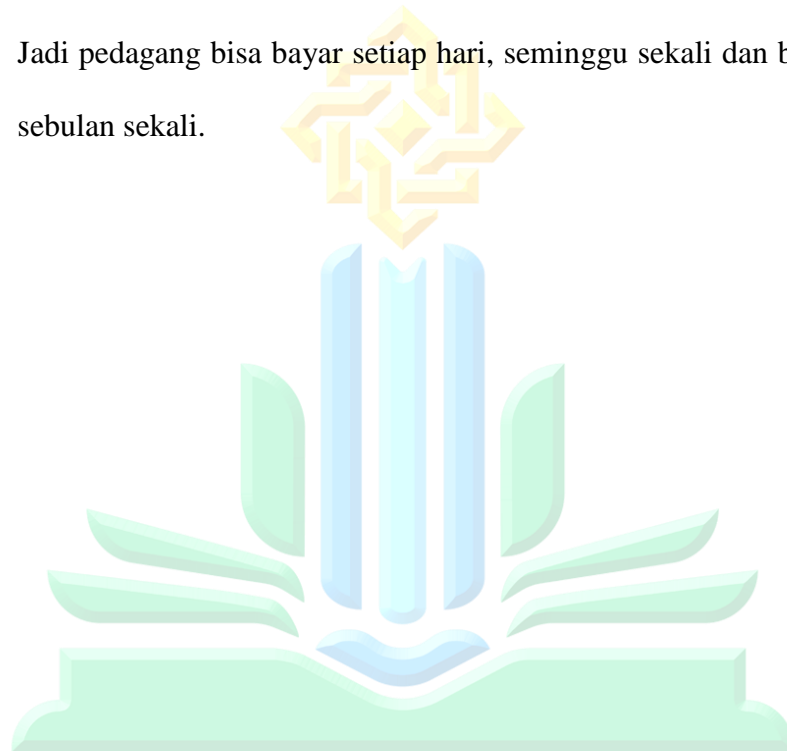 Jadi pedagang bisa bayar setiap hari, seminggu sekali dan
sebulan sekali.